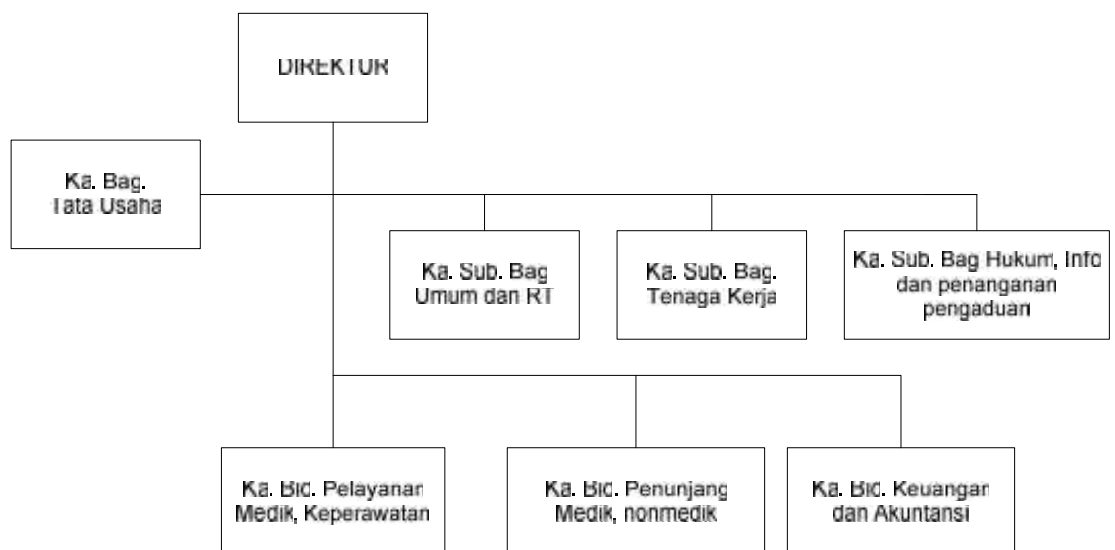 DIREKTUR
Ka. Bag.
Tata Usaha
Ka. Sub. Bag
Umum dan RT
Ka. Sub. Bag.
Tenaga Kerja
Ka. Sub. Bag Hukum, Info
dan penanganan
pengaduan
Ka. Bid. Pelayanan
Medik, Keperawatan
Ka. Bid. Penunjang
Medik, nonmedik
Ka. Bid. Keuangan
dan Akuntansi